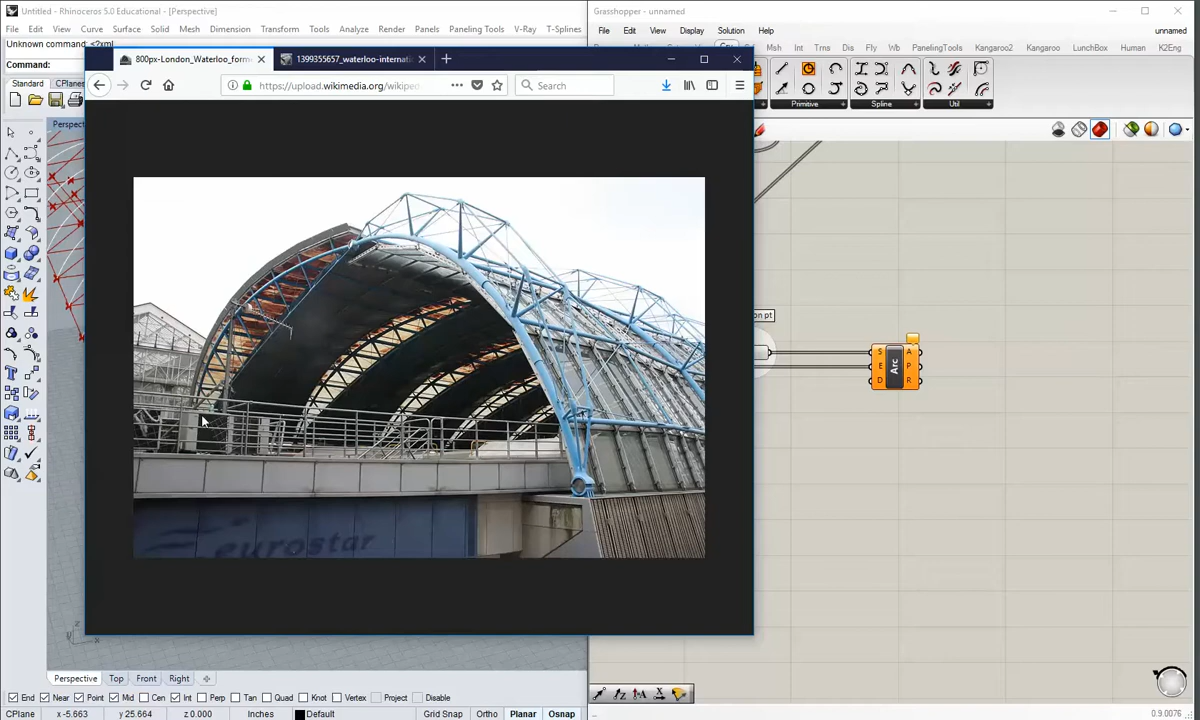 Untitled - Rhinoceros 5.0 Educational - [Perspective]
File Edit View Curve Surface Solid Mesh Dimension Transform Tools Analyze Render Panels Paneling Tools V-Ray T-Splines
Unknown command: <?xml
Command:
Standard CPlanes
Perspec
800px-London_Waterloo_form
1399355657_waterloo-internati
https://upload.wikimedia.org/wikiped
Search
eurostar
Grasshopper - unnamed
File Edit View Display Solution Help
unnamed
Msh Int Trns Dis Fly Wb PanelingTools Kangaroo2 Kangaroo LunchBox Human K2Eng
Primitive Spline Util
on pt
S E D Arc A P R
Perspective Top Front Right
End Near Point Mid Cen Int Perp Tan Quad Knot Vertex Project Disable
CPlane x -5.663 y 25.664 z 0.000 Inches Default Grid Snap Ortho Planar Osnap
0.9.0076